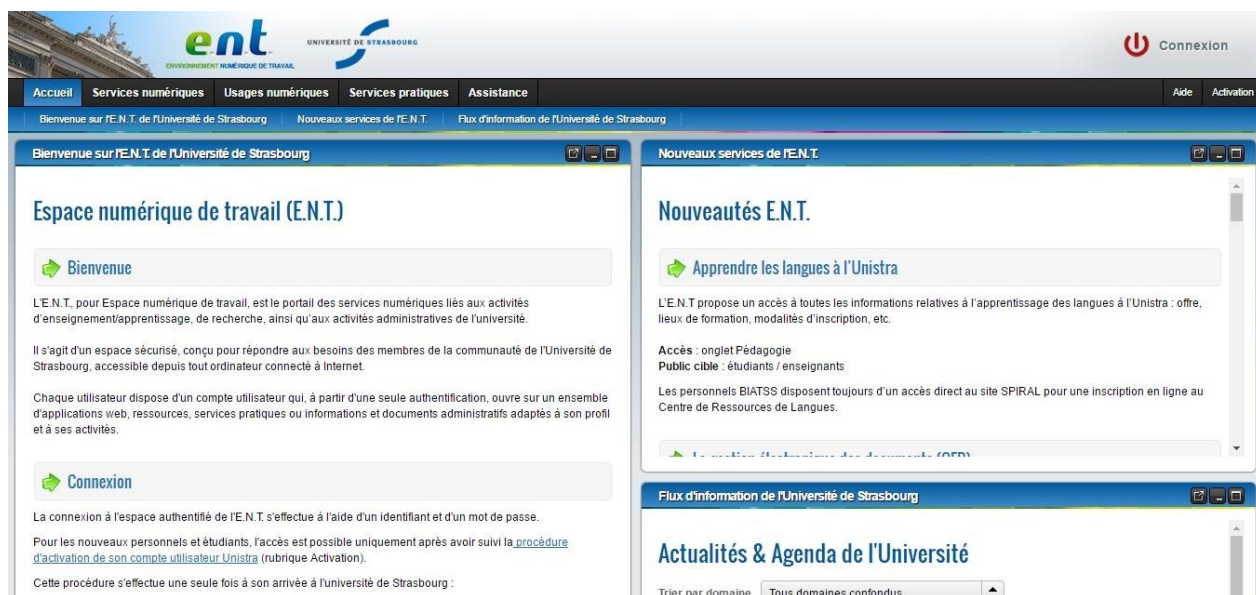 e.n.t.
ENVIRONNEMENT NUMÉRIQUE DE TRAVAIL
UNIVERSITÉ DE STRASBOURG
Connexion
Accueil Services numériques Usages numériques Services pratiques Assistance Aide Activation
Bienvenue sur l'E.N.T. de l'Université de Strasbourg Nouveaux services de l'E.N.T. Flux d'information de l'Université de Strasbourg
Bienvenue sur l'E.N.T. de l'Université de Strasbourg
Espace numérique de travail (E.N.T.)
Bienvenue
L'E.N.T., pour Espace numérique de travail, est le portail des services numériques liés aux activités
d'enseignement/apprentissage, de recherche, ainsi qu'aux activités administratives de l'université.
Il s'agit d'un espace sécurisé, conçu pour répondre aux besoins des membres de la communauté de l'Université de
Strasbourg, accessible depuis tout ordinateur connecté à Internet.
Chaque utilisateur dispose d'un compte utilisateur qui, à partir d'une seule authentification, ouvre sur un ensemble
d'applications web, ressources, services pratiques ou informations et documents administratifs adaptés à son profil
et à ses activités.
Connexion
La connexion à l'espace authentifié de l'E.N.T. s'effectue à l'aide d'un identifiant et d'un mot de passe.
Pour les nouveaux personnels et étudiants, l'accès est possible uniquement après avoir suivi la procédure
d'activation de son compte utilisateur Unistra (rubrique Activation).
Cette procédure s'effectue une seule fois à son arrivée à l'université de Strasbourg :
Nouveaux services de l'E.N.T.
Nouveautés E.N.T.
Apprendre les langues à l'Unistra
L'E.N.T propose un accès à toutes les informations relatives à l'apprentissage des langues à l'Unistra : offre,
lieux de formation, modalités d'inscription, etc.
Accès : onglet Pédagogie
Public cible : étudiants / enseignants
Les personnels BIATSS disposent toujours d'un accès direct au site SPIRAL pour une inscription en ligne au
Centre de Ressources de Langues.
La gestion électronique des documents (GED)
Flux d'information de l'Université de Strasbourg
Actualités & Agenda de l'Université
Trier par domaine Tous domaines confondus